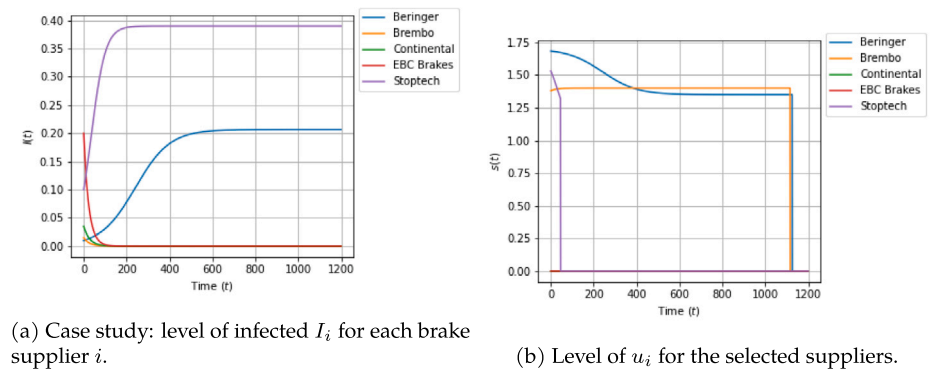 0.40
0.35
0.30
0.25
0.20
0.15
0.10
0.05
0.00
I(t)
0 200 400 600 800 1000 1200
Time (t)
Beringer
Brembo
Continental
EBC Brakes
Stoptech
(a) Case study: level of infected I_i for each brake
supplier i.
1.75
1.50
1.25
1.00
0.75
0.50
0.25
0.00
s(t)
0 200 400 600 800 1000 1200
Time (t)
Beringer
Brembo
Continental
EBC Brakes
Stoptech
(b) Level of u_i for the selected suppliers.